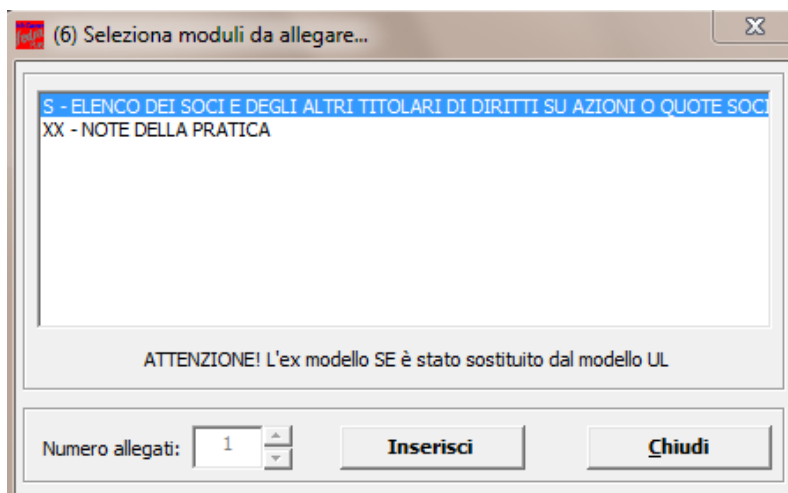 (6) Seleziona moduli da allegare...
S - ELENCO DEI SOCI E DEGLI ALTRI TITOLARI DI DIRITTI SU AZIONI O QUOTE SOCI
XX - NOTE DELLA PRATICA
ATTENZIONE! L'ex modello SE è stato sostituito dal modello UL
Numero allegati: 1 Inserisci Chiudi